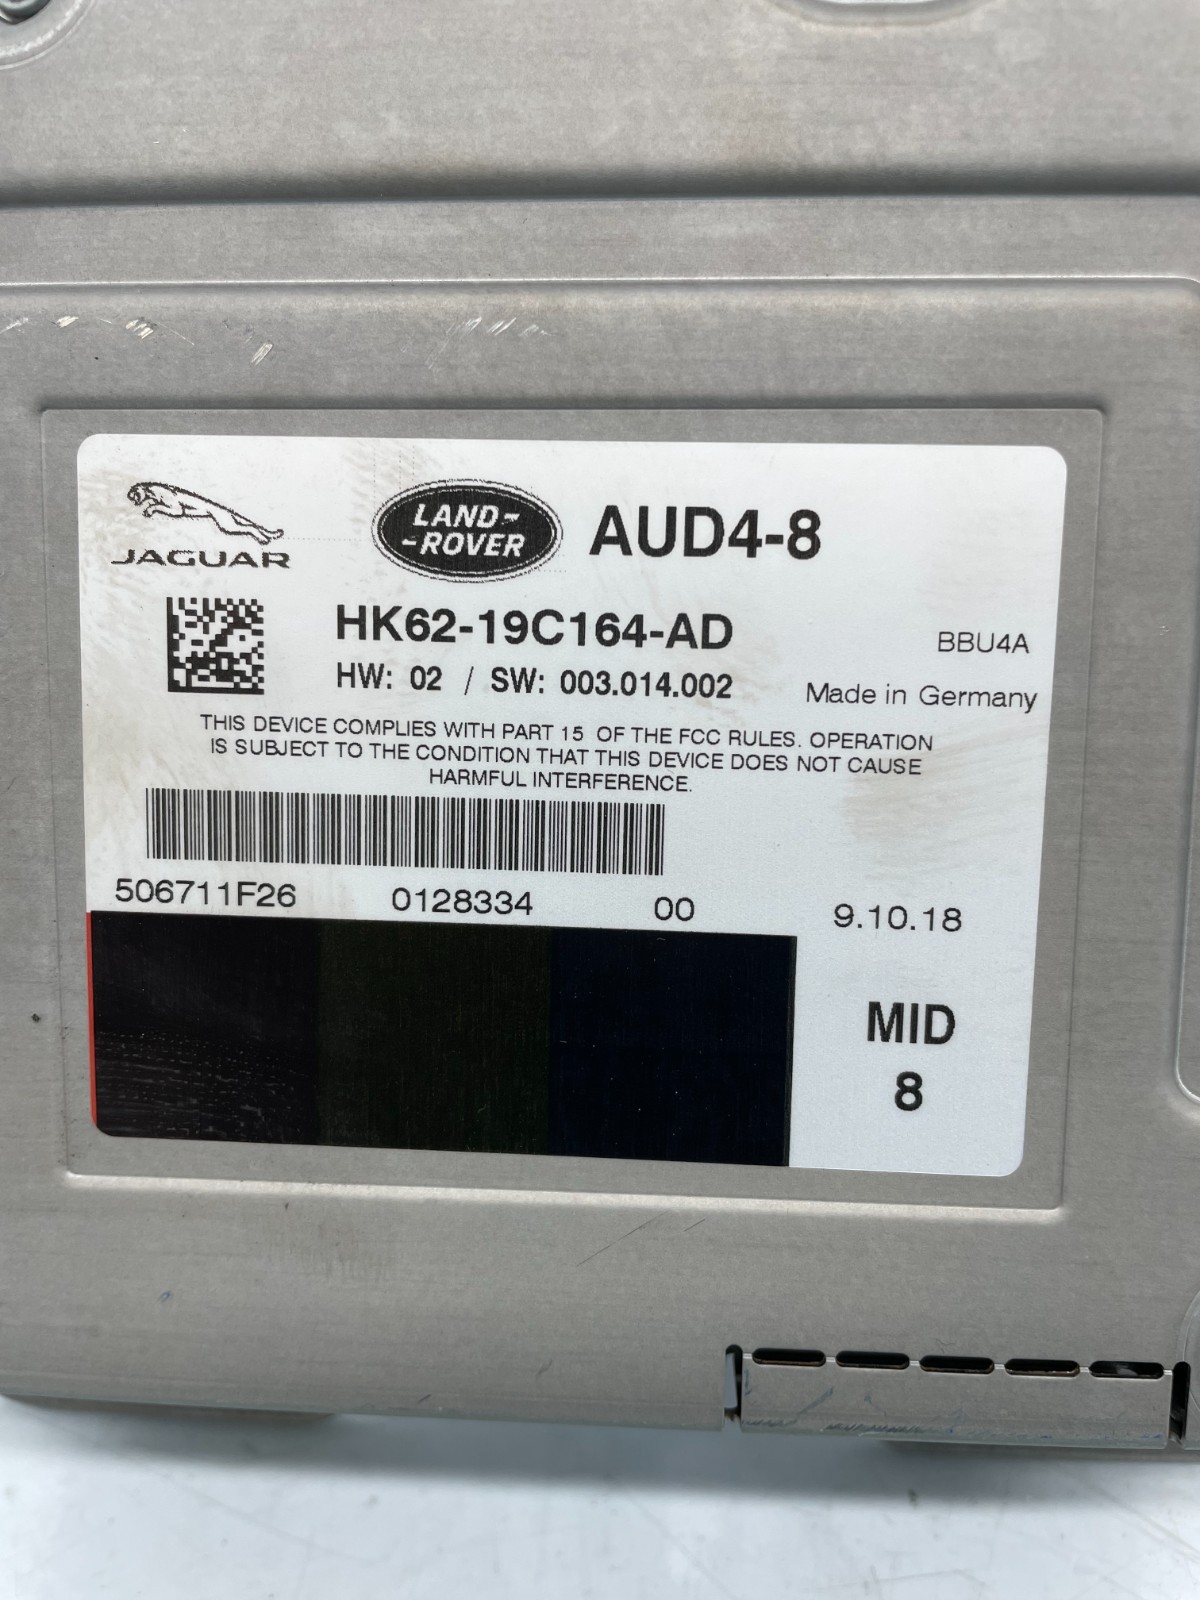 JAGUAR
LAND-
-ROVER
AUD4-8
HK62-19C164-AD
BBU4A
HW: 02 / SW: 003.014.002
Made in Germany
THIS DEVICE COMPLIES WITH PART 15 OF THE FCC RULES. OPERATION
IS SUBJECT TO THE CONDITION THAT THIS DEVICE DOES NOT CAUSE
HARMFUL INTERFERENCE.
506711F26 0128334 00
9.10.18
MID
8